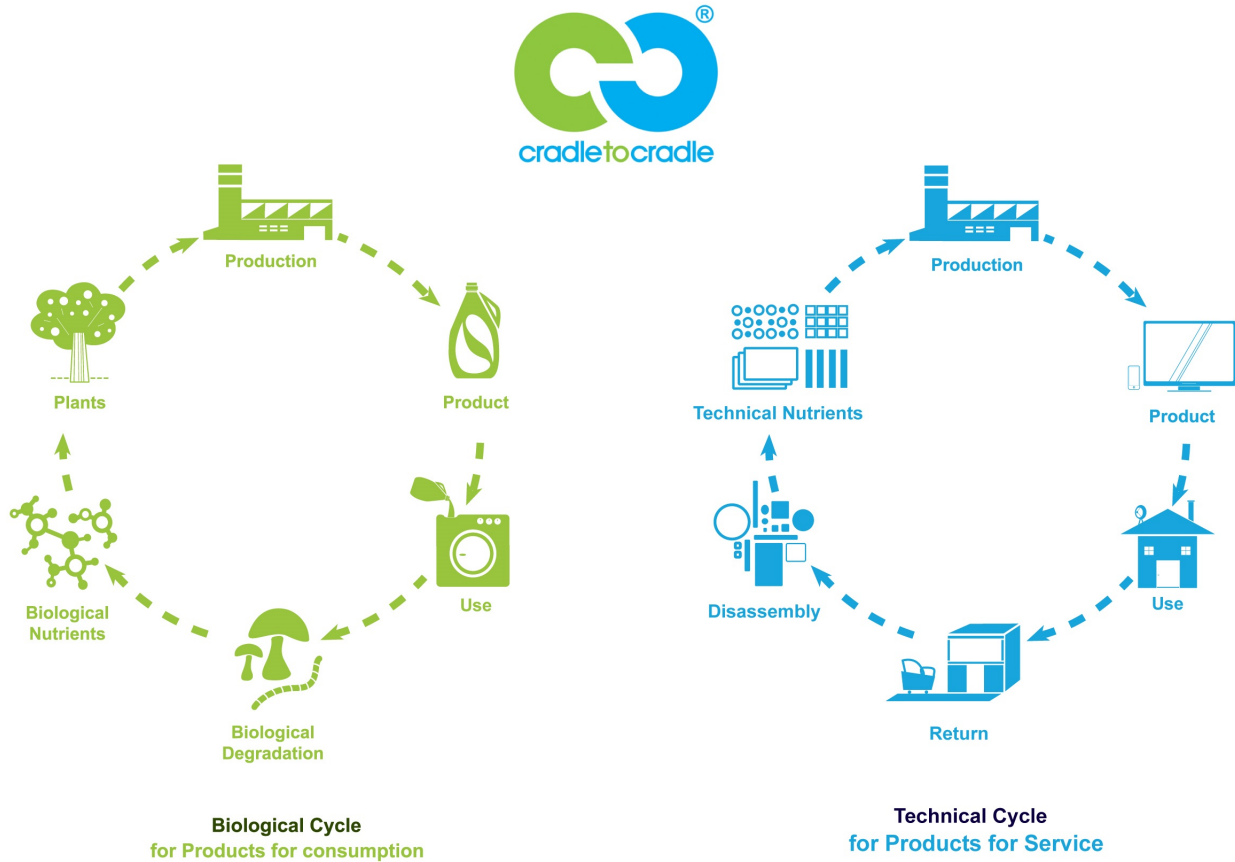 ®
cradletocradle
Production
Plants
Product
Biological
Nutrients
Use
Biological
Degradation
Biological Cycle
for Products for consumption
Production
Technical Nutrients
Product
Disassembly
Use
Return
Technical Cycle
for Products for Service